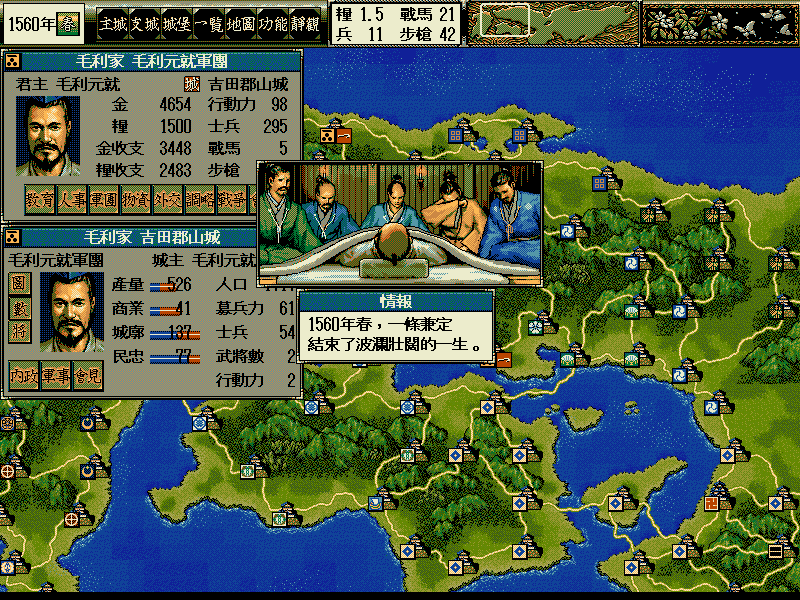 1560年 春
主城 支城 城堡 一覧 地圖 功能 靜觀
糧 1.5 戰馬 21
兵 11 步槍 42
毛利家 毛利元就軍團
君主 毛利元就 城 吉田郡山城
金 4654 行動力 98
糧 1500 士兵 295
金收支 3448 戰馬 5
糧收支 2483 步槍
教育 人事 軍團 物資 外交 調略 戰爭
毛利家 吉田郡山城
毛利元就軍團 城主 毛利元就
圖 數 將
產量 526 人口
商業 41 募兵力 61
城廓 137 士兵 54
民忠 77 武將數 2
行動力 2
內政 軍事 會見
情報
1560年春，一條兼定
結束了波瀾壯闊的一生。